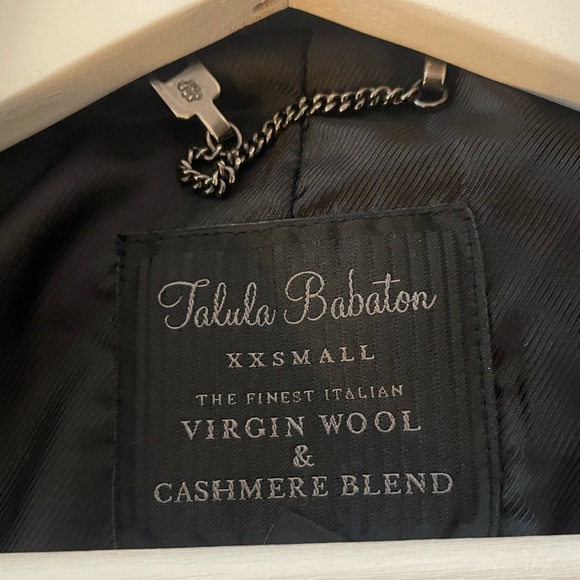 Talula Babaton
XXSMALL
THE FINEST ITALIAN
VIRGIN WOOL
&
CASHMERE BLEND